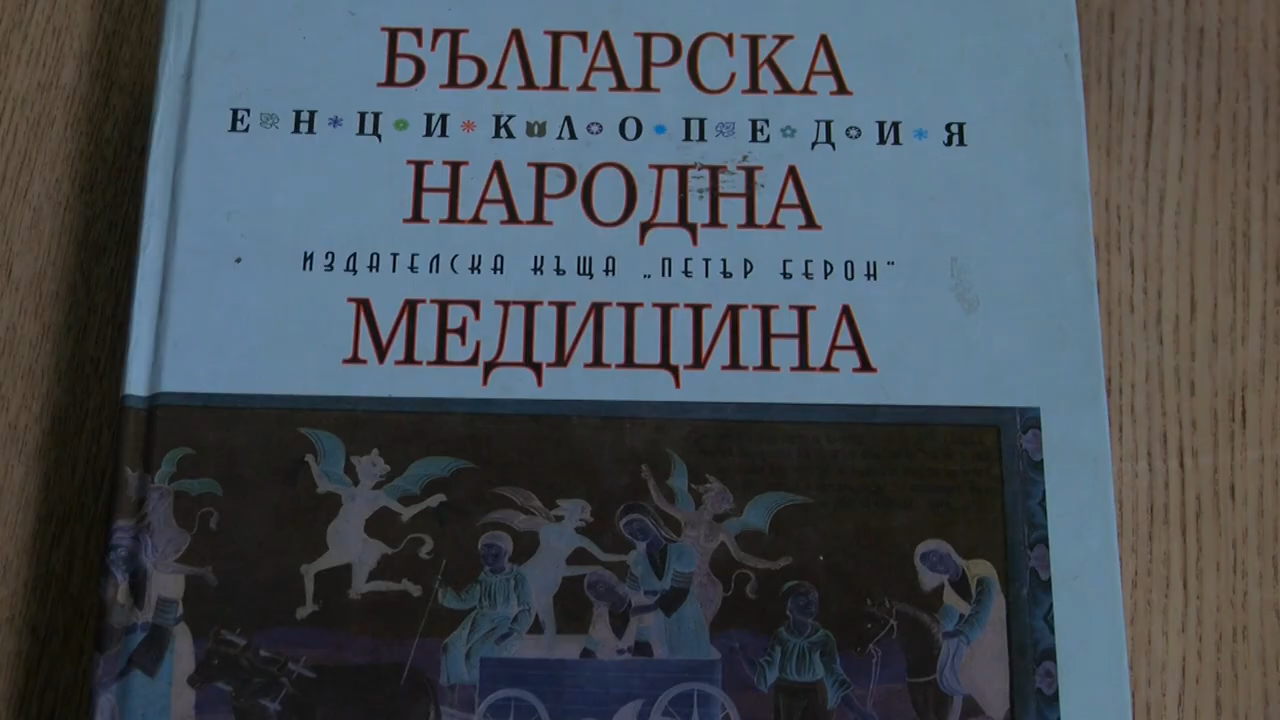 БЪЛГАРСКА
ЕНЦИКЛОПЕДИЯ
НАРОДНА
ИЗДАТЕЛСКА КЪЩА „ПЕТЪР БЕРОН“
МЕДИЦИНА